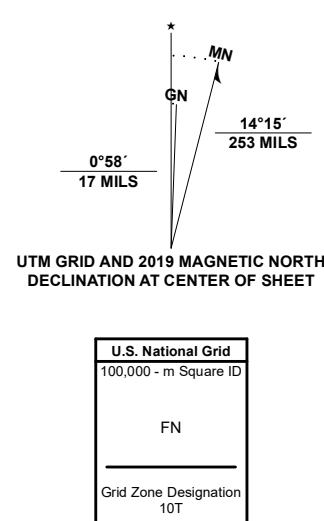 ★
MN
GN
14°15´
253 MILS
0°58´
17 MILS
UTM GRID AND 2019 MAGNETIC NORTH
DECLINATION AT CENTER OF SHEET
U.S. National Grid
100,000 - m Square ID
FN
Grid Zone Designation
10T